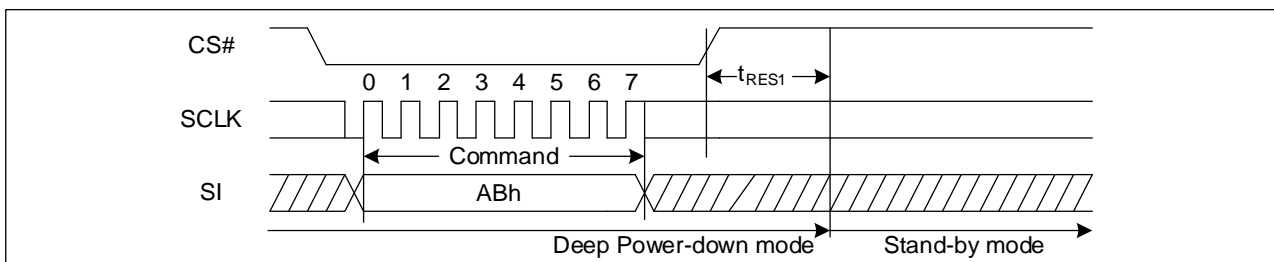 CS#
tRES1
0 1 2 3 4 5 6 7
SCLK
Command
SI
ABh
Deep Power-down mode Stand-by mode